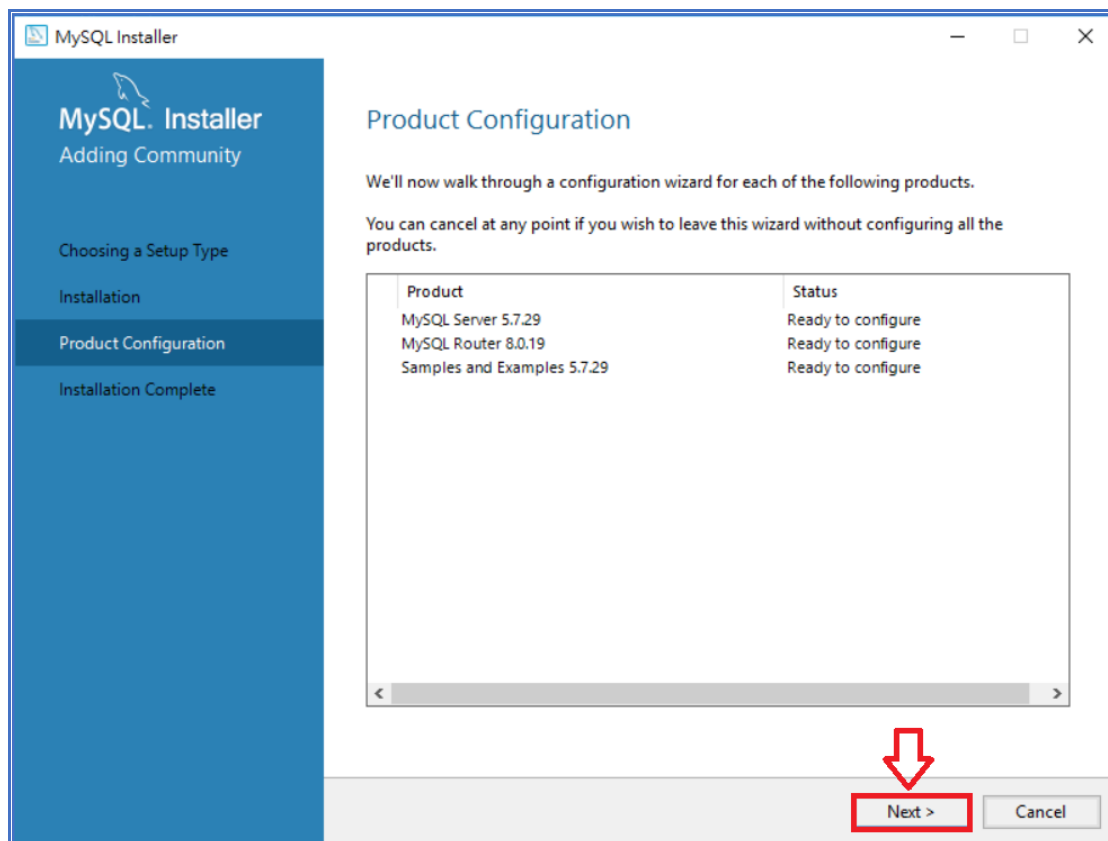 MySQL Installer
MySQL. Installer
Adding Community
Choosing a Setup Type
Installation
Product Configuration
Installation Complete
Product Configuration
We'll now walk through a configuration wizard for each of the following products.
You can cancel at any point if you wish to leave this wizard without configuring all the
products.
Product Status
MySQL Server 5.7.29 Ready to configure
MySQL Router 8.0.19 Ready to configure
Samples and Examples 5.7.29 Ready to configure
Next > Cancel